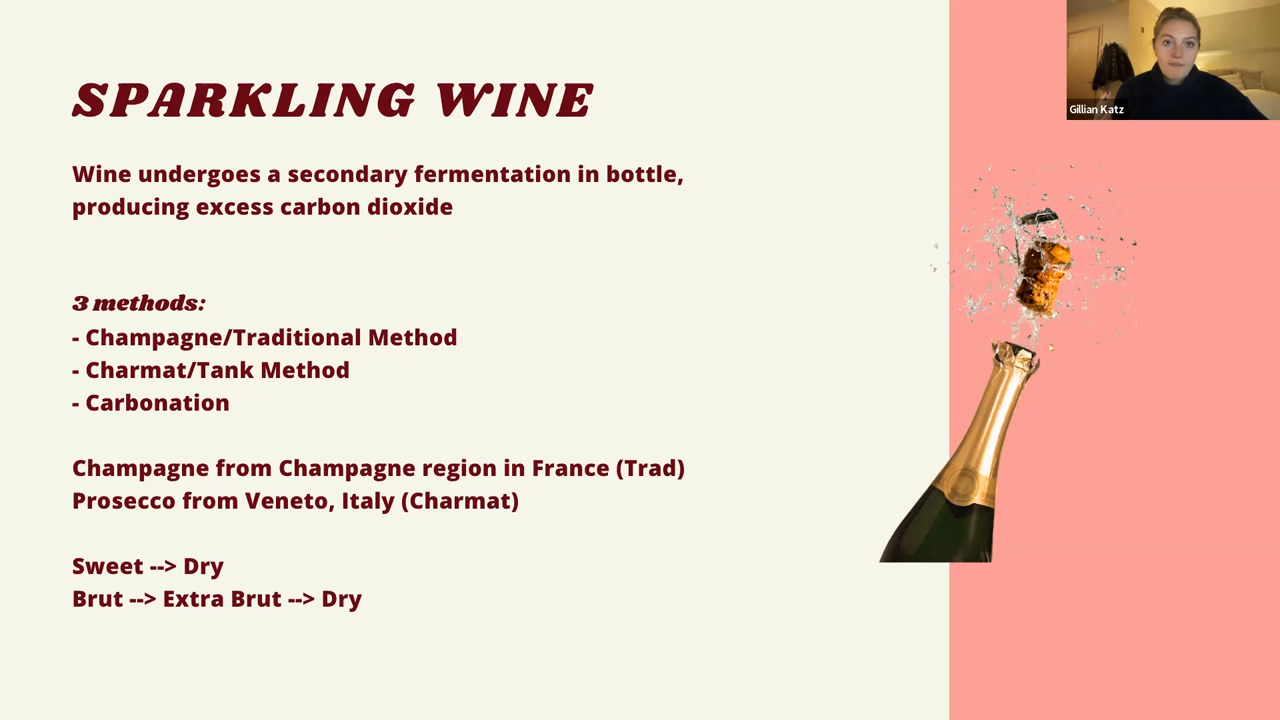 SPARKLING WINE
Gillian Katz
Wine undergoes a secondary fermentation in bottle,
producing excess carbon dioxide
3 methods:
- Champagne/Traditional Method
- Charmat/Tank Method
- Carbonation
Champagne from Champagne region in France (Trad)
Prosecco from Veneto, Italy (Charmat)
Sweet --> Dry
Brut --> Extra Brut --> Dry